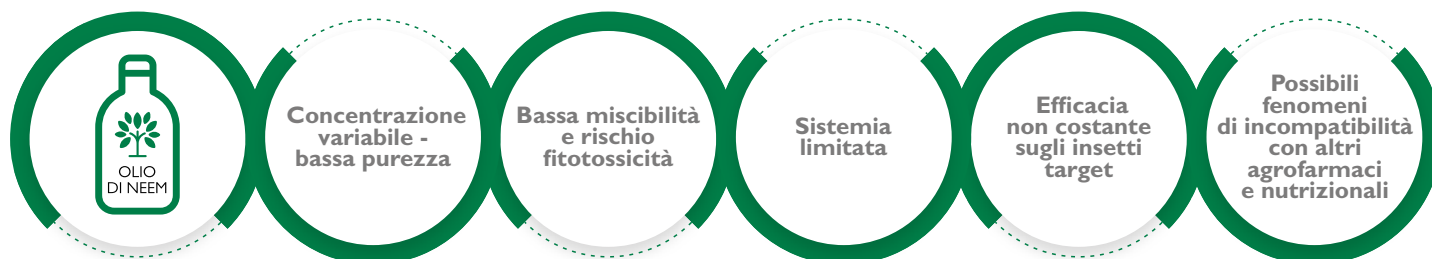 OLIO
DI NEEM
Concentrazione
variabile -
bassa purezza
Bassa miscibilità
e rischio
fitotossicità
Sistemia
limitata
Efficacia
non costante
sugli insetti
target
Possibili
fenomeni
di incompatibilità
con altri
agrofarmaci
e nutrizionali